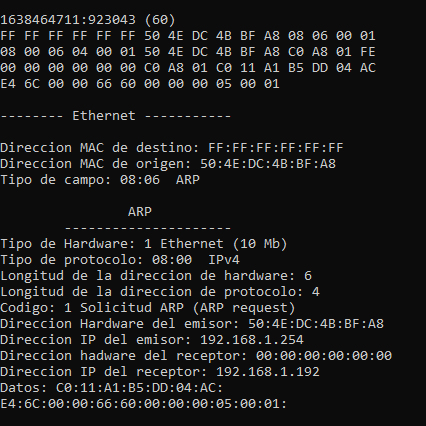 1638464711:923043 (60)
FF FF FF FF FF FF 50 4E DC 4B BF A8 08 06 00 01
08 00 06 04 00 01 50 4E DC 4B BF A8 C0 A8 01 FE
00 00 00 00 00 00 C0 A8 01 C0 11 A1 B5 DD 04 AC
E4 6C 00 00 66 60 00 00 00 05 00 01
-------- Ethernet -----------
Direccion MAC de destino: FF:FF:FF:FF:FF:FF
Direccion MAC de origen: 50:4E:DC:4B:BF:A8
Tipo de campo: 08:06  ARP
ARP
---------------------
Tipo de Hardware: 1 Ethernet (10 Mb)
Tipo de protocolo: 08:00  IPv4
Longitud de la direccion de hardware: 6
Longitud de la direccion de protocolo: 4
Codigo: 1 Solicitud ARP (ARP request)
Direccion Hardware del emisor: 50:4E:DC:4B:BF:A8
Direccion IP del emisor: 192.168.1.254
Direccion hadware del receptor: 00:00:00:00:00:00
Direccion IP del receptor: 192.168.1.192
Datos: C0:11:A1:B5:DD:04:AC:
E4:6C:00:00:66:60:00:00:00:05:00:01: